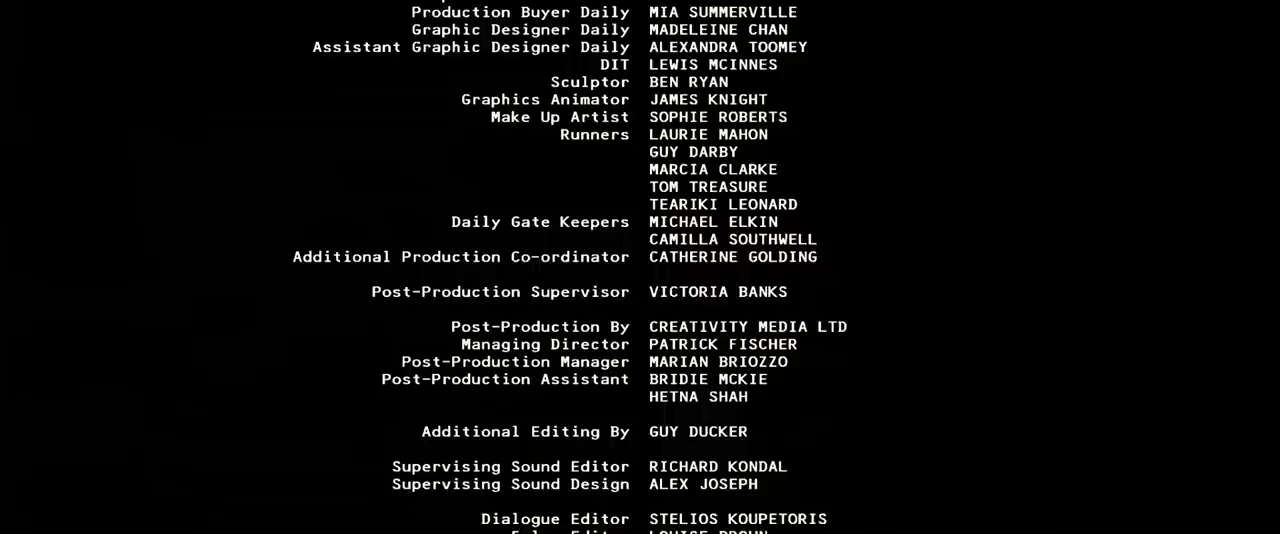 Production Buyer Daily MIA SUMMERVILLE
Graphic Designer Daily MADELEINE CHAN
Assistant Graphic Designer Daily ALEXANDRA TOOMEY
DIT LEWIS MCINNES
Sculptor BEN RYAN
Graphics Animator JAMES KNIGHT
Make Up Artist SOPHIE ROBERTS
Runners LAURIE MAHON
GUY DARBY
MARCIA CLARKE
TOM TREASURE
TEARIKI LEONARD
Daily Gate Keepers MICHAEL ELKIN
CAMILLA SOUTHWELL
Additional Production Co-ordinator CATHERINE GOLDING
Post-Production Supervisor VICTORIA BANKS
Post-Production By CREATIVITY MEDIA LTD
Managing Director PATRICK FISCHER
Post-Production Manager MARIAN BRIOZZO
Post-Production Assistant BRIDIE MCKIE
HETNA SHAH
Additional Editing By GUY DUCKER
Supervising Sound Editor RICHARD KONDAL
Supervising Sound Design ALEX JOSEPH
Dialogue Editor STELIOS KOUPETORIS